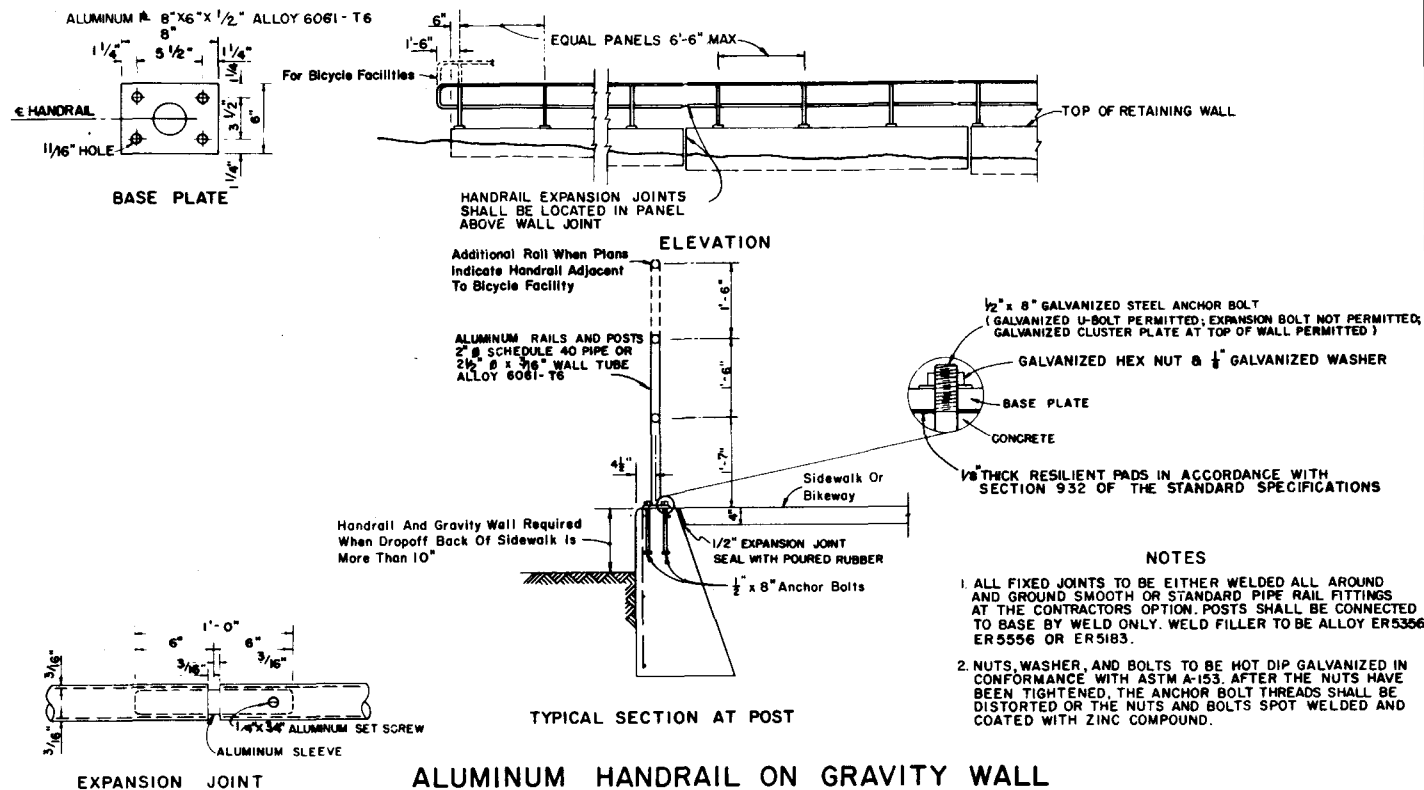 ALUMINUM ℄ 8"X6"X 1/2" ALLOY 6061-T6
8"
1 1/4" 5 1/2" 1 1/4"
1 1/4"
3 1/2"
6"
1 1/4"
℄ HANDRAIL
11/16" HOLE
BASE PLATE
6"
1'-6"
EQUAL PANELS 6'-6" MAX
For Bicycle Facilities
TOP OF RETAINING WALL
HANDRAIL EXPANSION JOINTS
SHALL BE LOCATED IN PANEL
ABOVE WALL JOINT
ELEVATION
Additional Rail When Plans
Indicate Handrail Adjacent
To Bicycle Facility
1'-6"
ALUMINUM RAILS AND POSTS
2" Ø SCHEDULE 40 PIPE OR
2 1/2" Ø x 3/16" WALL TUBE
ALLOY 6061-T6
1'-6"
1'-7"
4 1/2"
4"
Sidewalk Or
Bikeway
Handrail And Gravity Wall Required
When Dropoff Back Of Sidewalk Is
More Than 10"
1/2" EXPANSION JOINT
SEAL WITH POURED RUBBER
1/2" x 8" Anchor Bolts
TYPICAL SECTION AT POST
1/2" x 8" GALVANIZED STEEL ANCHOR BOLT
(GALVANIZED U-BOLT PERMITTED; EXPANSION BOLT NOT PERMITTED;
GALVANIZED CLUSTER PLATE AT TOP OF WALL PERMITTED)
GALVANIZED HEX NUT & 1/8" GALVANIZED WASHER
BASE PLATE
CONCRETE
1/8" THICK RESILIENT PADS IN ACCORDANCE WITH
SECTION 932 OF THE STANDARD SPECIFICATIONS
NOTES
1. ALL FIXED JOINTS TO BE EITHER WELDED ALL AROUND
AND GROUND SMOOTH OR STANDARD PIPE RAIL FITTINGS
AT THE CONTRACTORS OPTION. POSTS SHALL BE CONNECTED
TO BASE BY WELD ONLY. WELD FILLER TO BE ALLOY ER5356
ER5556 OR ER5183.
2. NUTS, WASHER, AND BOLTS TO BE HOT DIP GALVANIZED IN
CONFORMANCE WITH ASTM A-153. AFTER THE NUTS HAVE
BEEN TIGHTENED, THE ANCHOR BOLT THREADS SHALL BE
DISTORTED OR THE NUTS AND BOLTS SPOT WELDED AND
COATED WITH ZINC COMPOUND.
1'-0"
6" 6"
3/16" 3/16"
3/16"
3/16"
1/4" x 3/4" ALUMINUM SET SCREW
ALUMINUM SLEEVE
EXPANSION JOINT
ALUMINUM HANDRAIL ON GRAVITY WALL